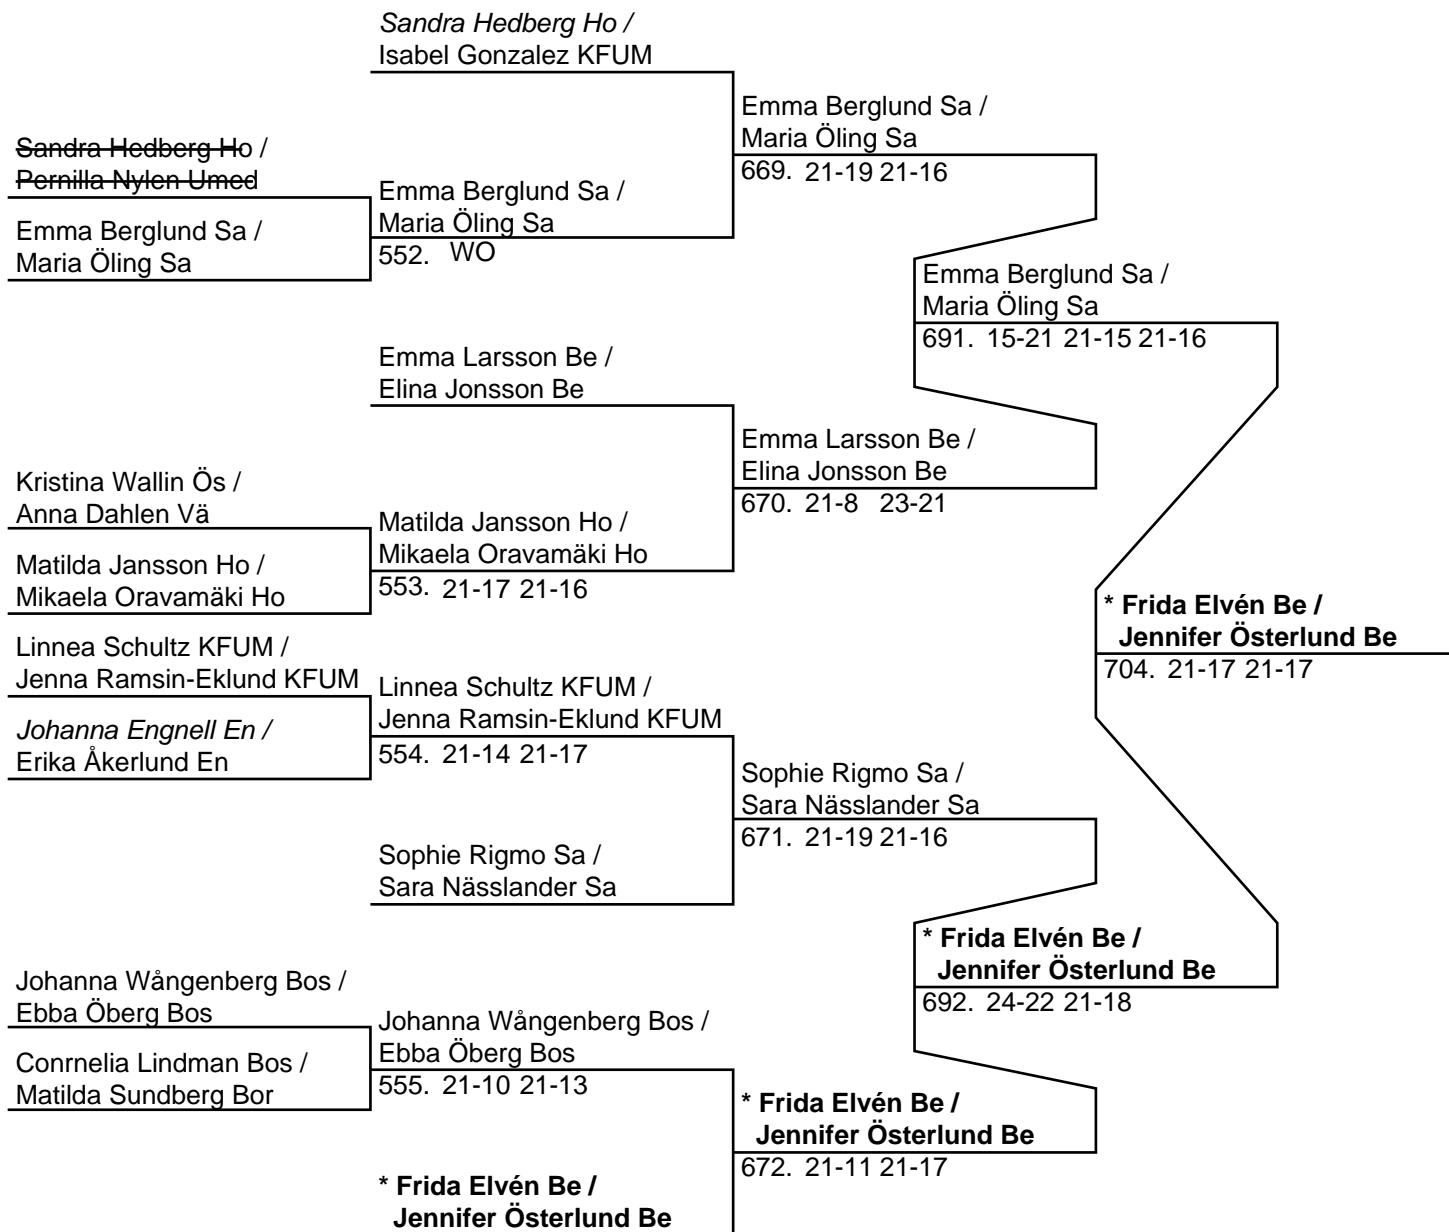 Sandra Hedberg Ho /
Isabel Gonzalez KFUM
Emma Berglund Sa /
Maria Öling Sa
669. 21-19 21-16
Sandra Hedberg Ho /
Pernilla Nylen Umed
Emma Berglund Sa /
Maria Öling Sa
552. WO
Emma Berglund Sa /
Maria Öling Sa
Emma Berglund Sa /
Maria Öling Sa
691. 15-21 21-15 21-16
Emma Larsson Be /
Elina Jonsson Be
Emma Larsson Be /
Elina Jonsson Be
670. 21-8 23-21
Kristina Wallin Ös /
Anna Dahlen Vä
Matilda Jansson Ho /
Mikaela Oravamäki Ho
553. 21-17 21-16
Matilda Jansson Ho /
Mikaela Oravamäki Ho
* Frida Elvén Be /
Jennifer Österlund Be
704. 21-17 21-17
Linnea Schultz KFUM /
Jenna Ramsin-Eklund KFUM
Linnea Schultz KFUM /
Jenna Ramsin-Eklund KFUM
554. 21-14 21-17
Johanna Engnell En /
Erika Åkerlund En
Sophie Rigmo Sa /
Sara Nässlander Sa
671. 21-19 21-16
Sophie Rigmo Sa /
Sara Nässlander Sa
* Frida Elvén Be /
Jennifer Österlund Be
692. 24-22 21-18
Johanna Wångenberg Bos /
Ebba Öberg Bos
Johanna Wångenberg Bos /
Ebba Öberg Bos
555. 21-10 21-13
Conrnelia Lindman Bos /
Matilda Sundberg Bor
* Frida Elvén Be /
Jennifer Österlund Be
672. 21-11 21-17
* Frida Elvén Be /
Jennifer Österlund Be